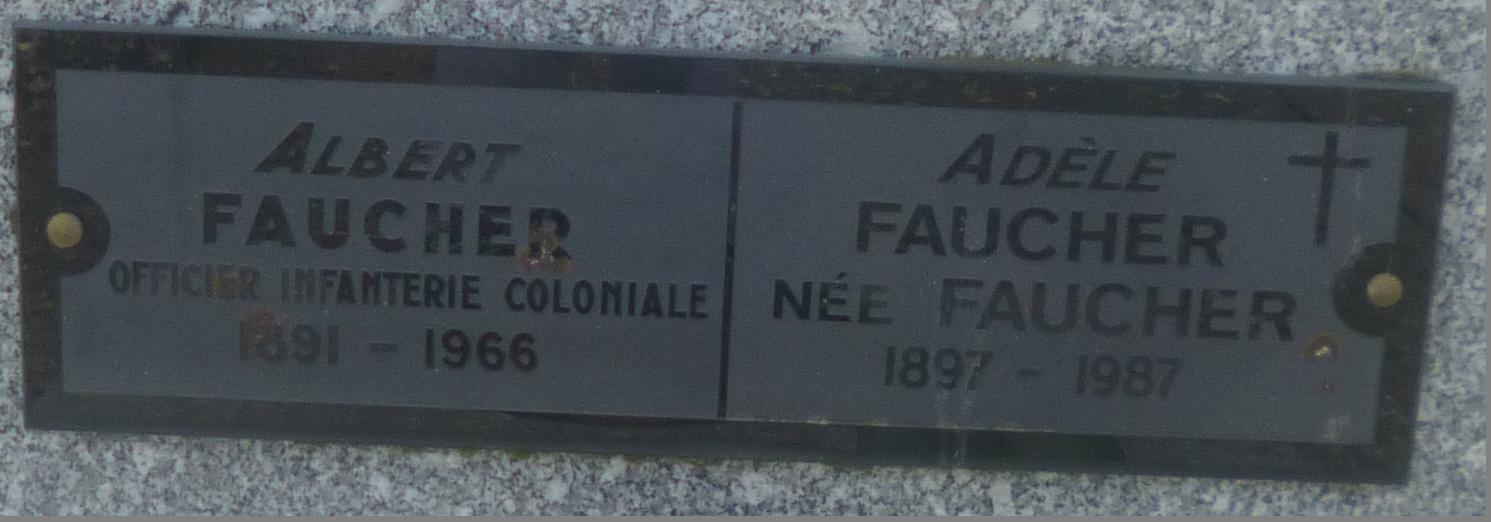 ALBERT
FAUCHER
OFFICIER INFANTERIE COLONIALE
1891 - 1966
ADÈLE
FAUCHER
NÉE FAUCHER
1897 - 1987